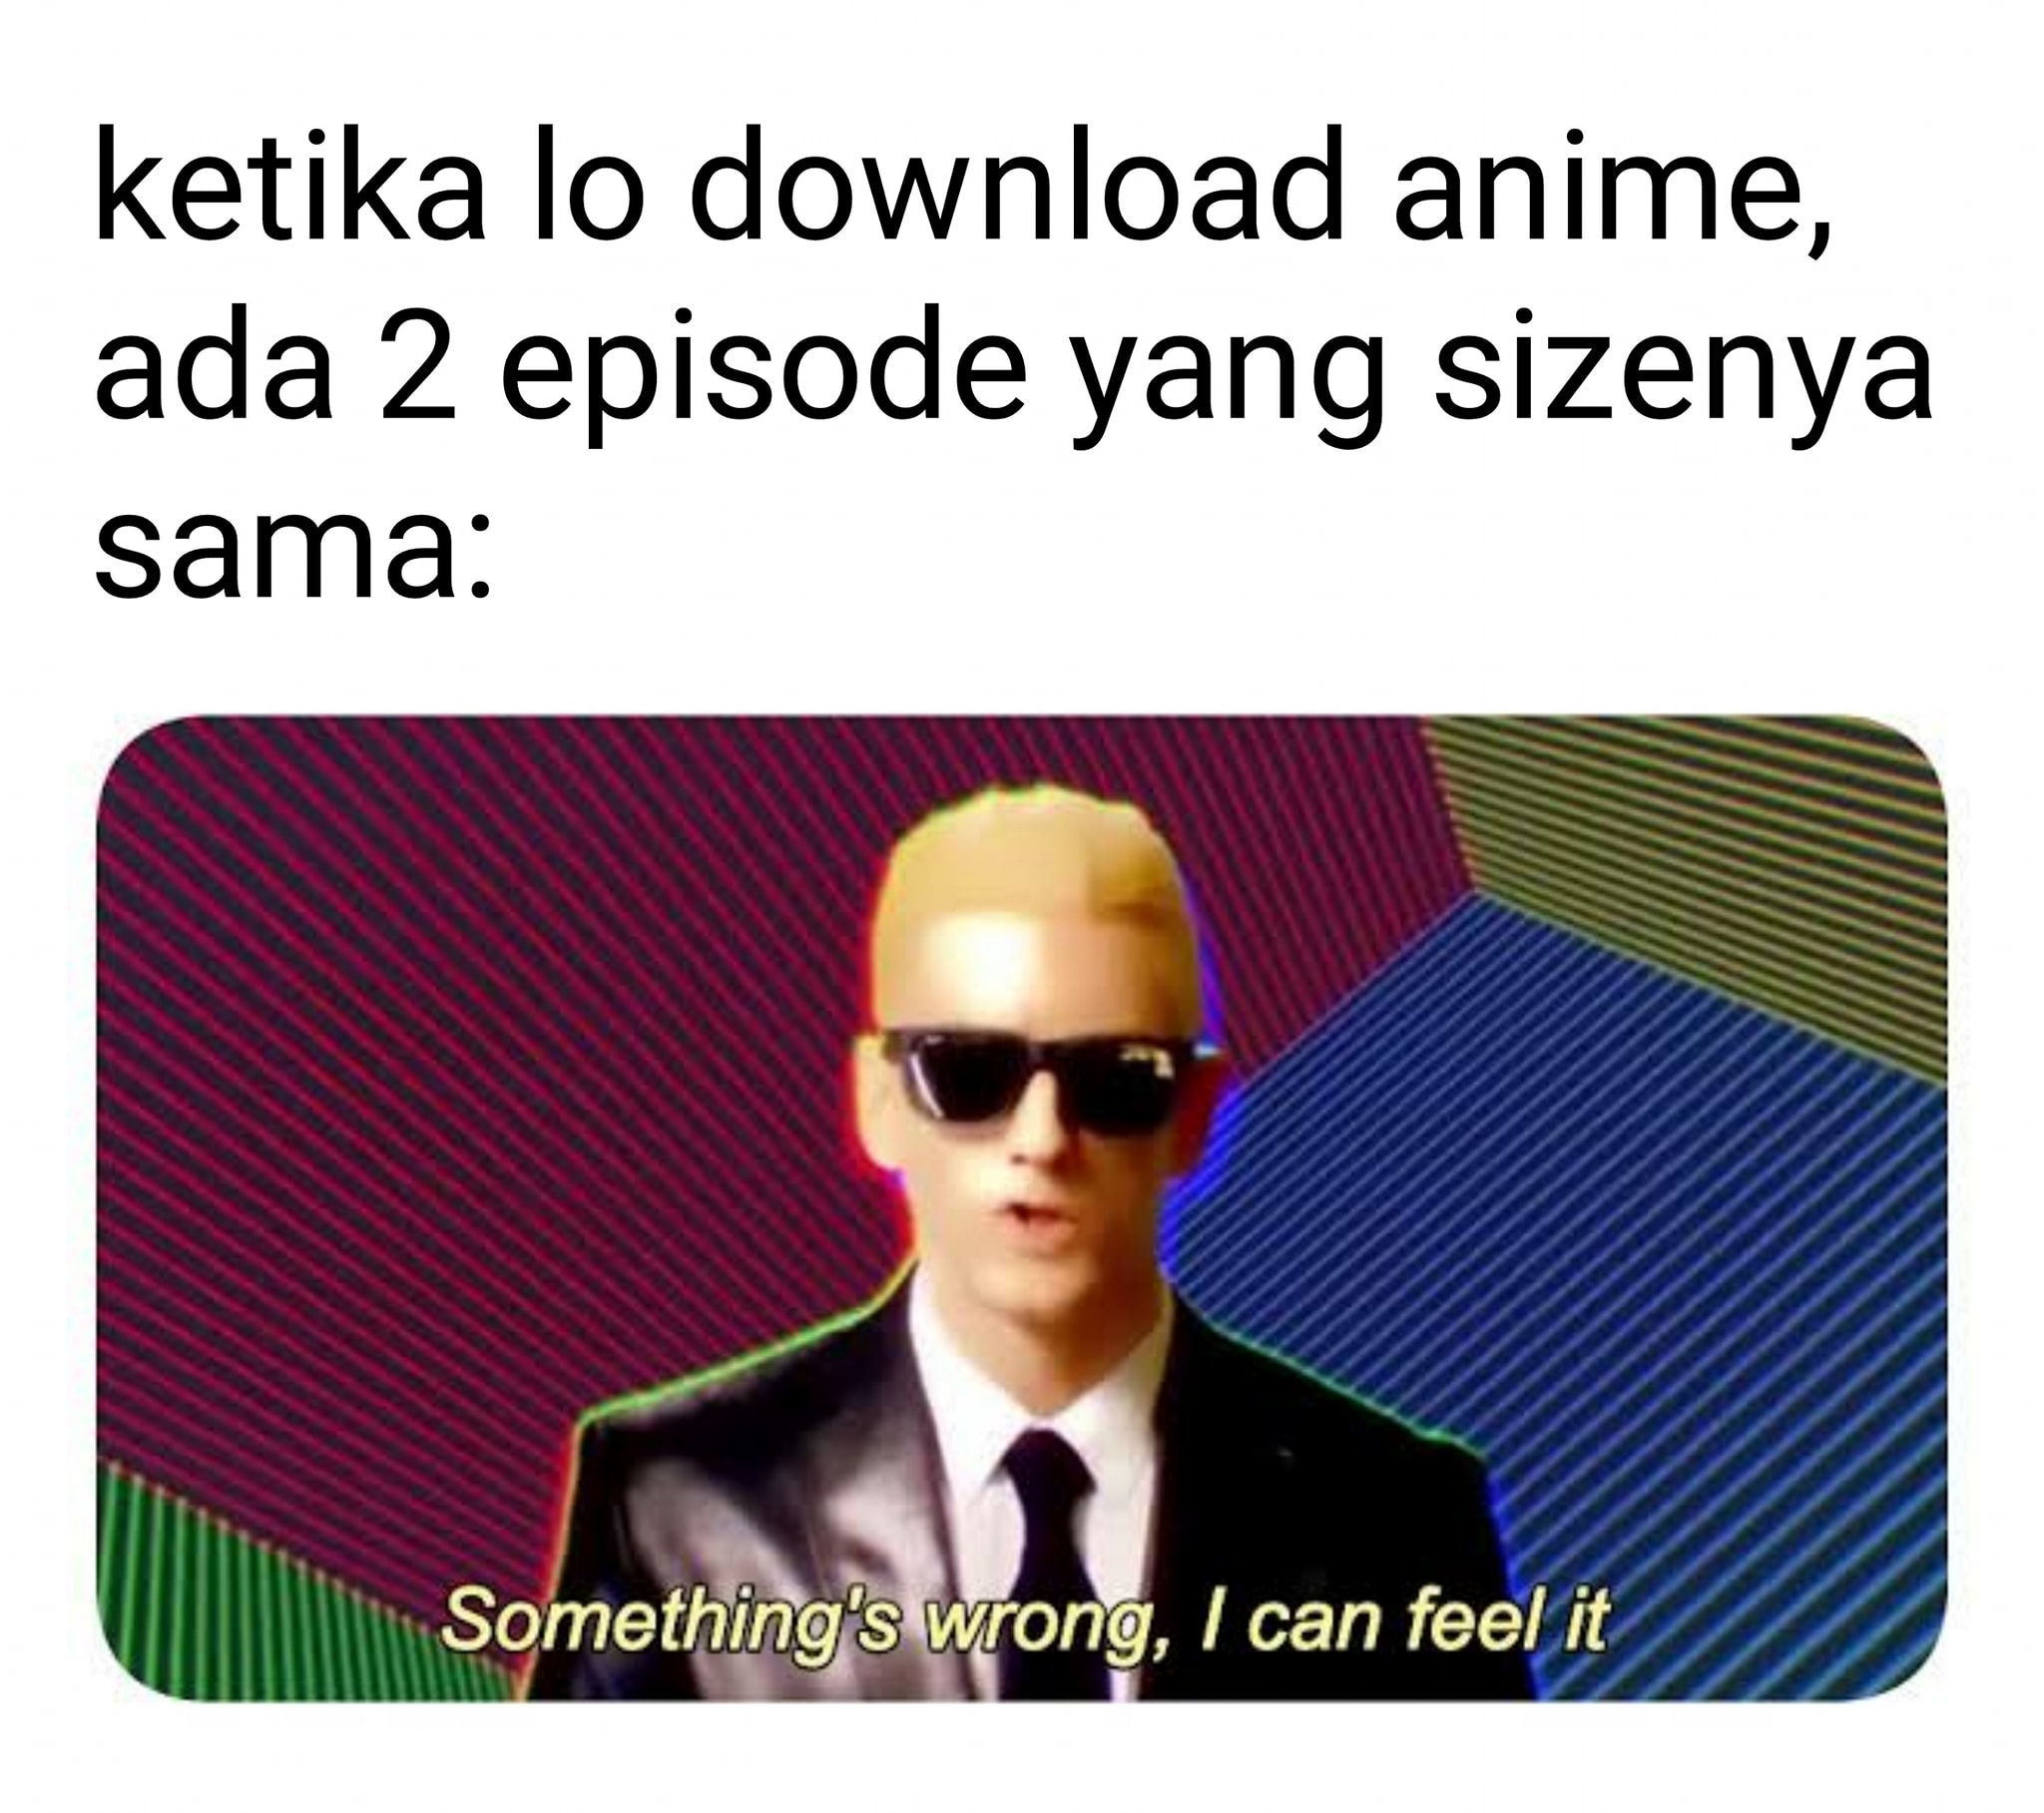 ketika lo download anime,
ada 2 episode yang sizenya
sama:
Something's wrong, I can feel it